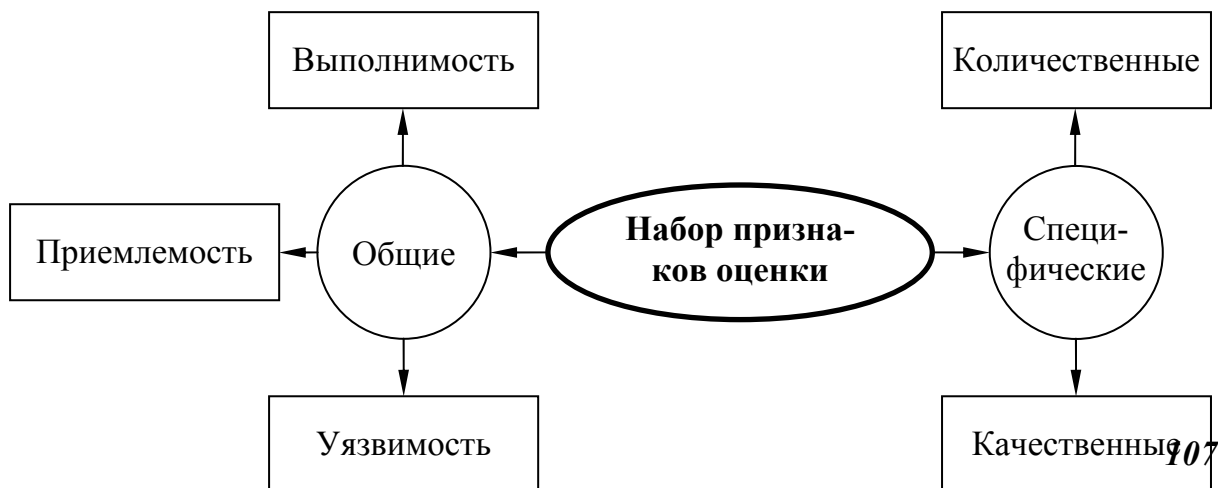 Выполнимость
Количественные
Приемлемость
Общие
Набор призна-
ков оценки
Специ-
фические
Уязвимость
Качественные
107